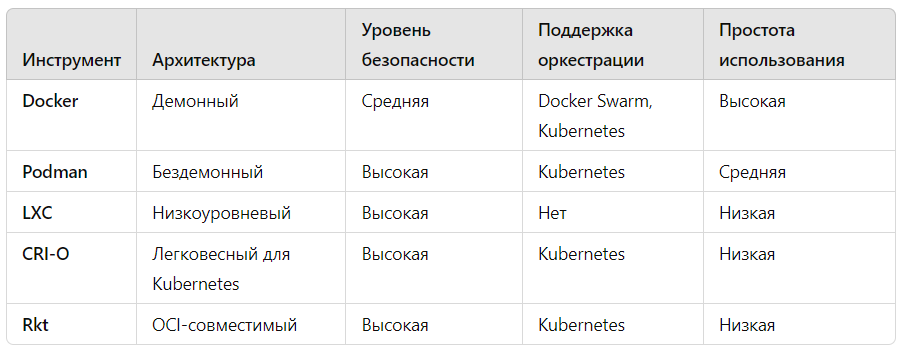 Инструмент Архитектура Уровень безопасности Поддержка оркестрации Простота использования
Docker Демонный Средняя Docker Swarm, Kubernetes Высокая
Podman Бездемонный Высокая Kubernetes Средняя
LXC Низкоуровневый Высокая Нет Низкая
CRI-O Легковесный для Kubernetes Высокая Kubernetes Низкая
Rkt OCI-совместимый Высокая Kubernetes Низкая